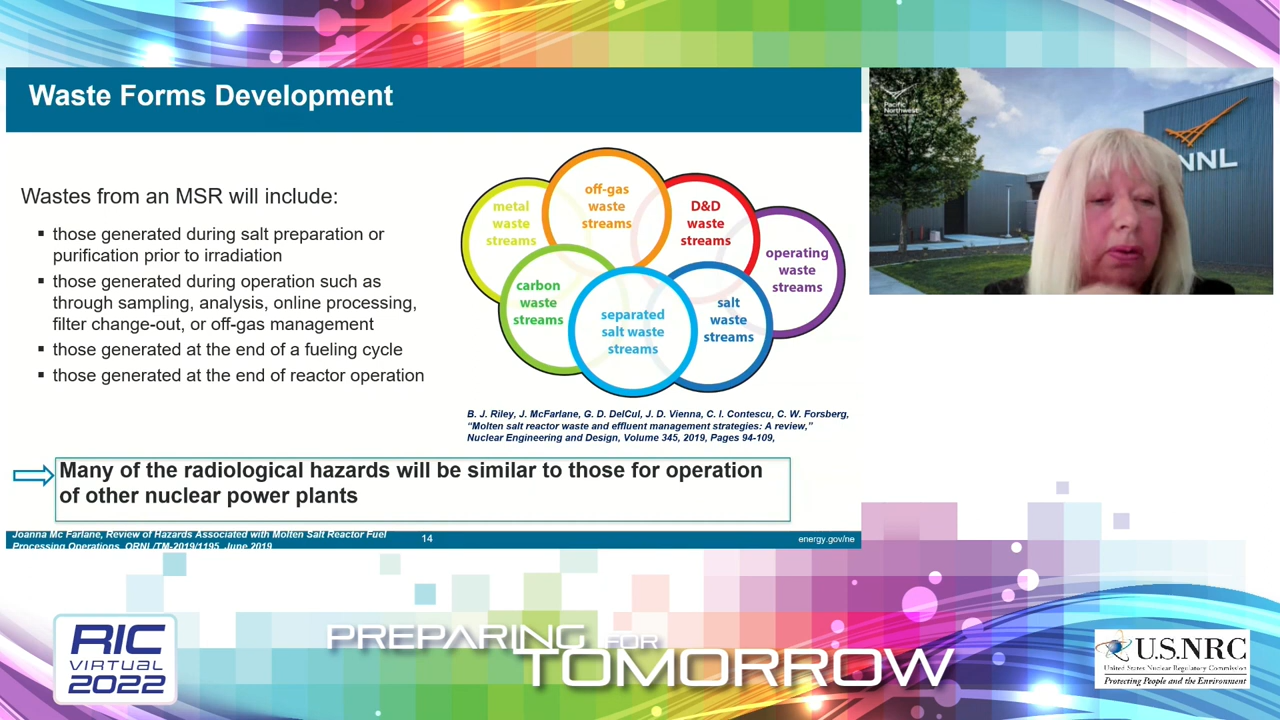 Waste Forms Development
Wastes from an MSR will include:
▪ those generated during salt preparation or
purification prior to irradiation
▪ those generated during operation such as
through sampling, analysis, online processing,
filter change-out, or off-gas management
▪ those generated at the end of a fueling cycle
▪ those generated at the end of reactor operation
metal
waste
streams
off-gas
waste
streams
D&D
waste
streams
operating
waste
streams
carbon
waste
streams
separated
salt waste
streams
salt
waste
streams
B. J. Riley, J. McFarlane, G. D. DelCul, J. D. Vienna, C. I. Contescu, C. W. Forsberg,
“Molten salt reactor waste and effluent management strategies: A review,”
Nuclear Engineering and Design, Volume 345, 2019, Pages 94-109,
Many of the radiological hazards will be similar to those for operation
of other nuclear power plants
Joanna Mc Farlane, Review of Hazards Associated with Molten Salt Reactor Fuel
Processing Operations, ORNL/TM-2019/1195, June 2019
14
energy.gov/ne
Pacific
Northwest
NNL
RIC
VIRTUAL
2022
PREPARING FOR
TOMORROW
U.S.NRC
United States Nuclear Regulatory Commission
Protecting People and the Environment